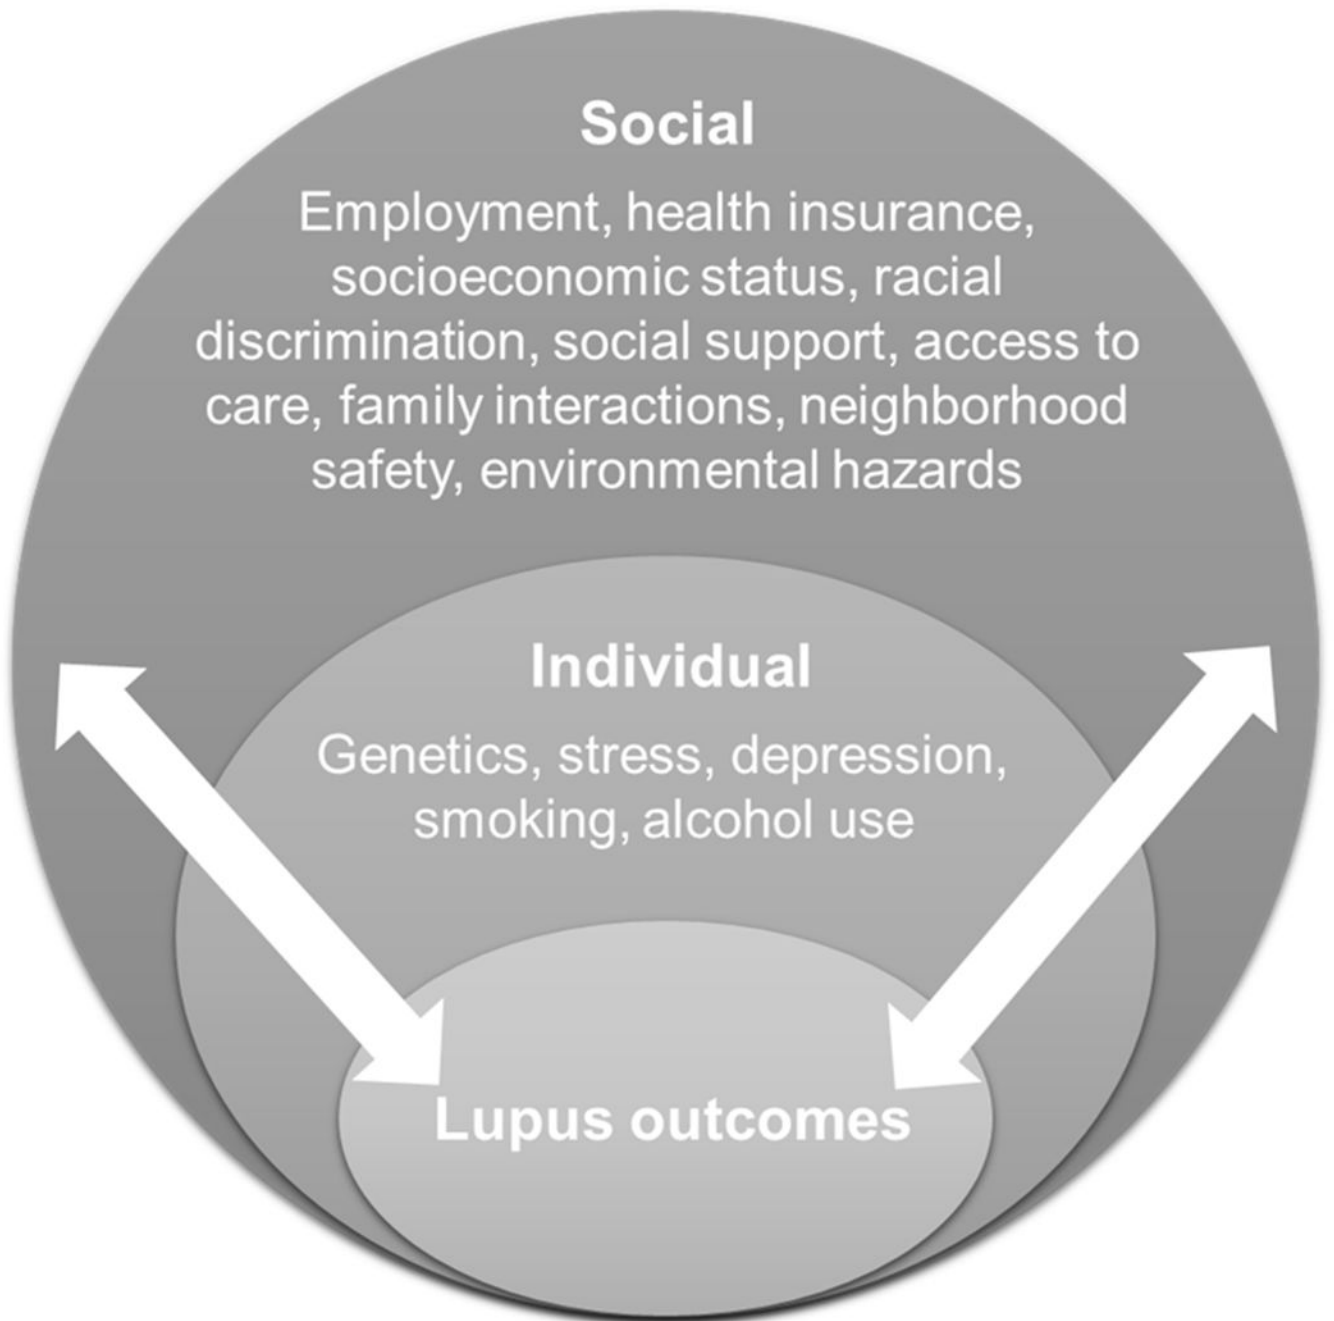 Social
Employment, health insurance,
socioeconomic status, racial
discrimination, social support, access to
care, family interactions, neighborhood
safety, environmental hazards
Individual
Genetics, stress, depression,
smoking, alcohol use
Lupus outcomes